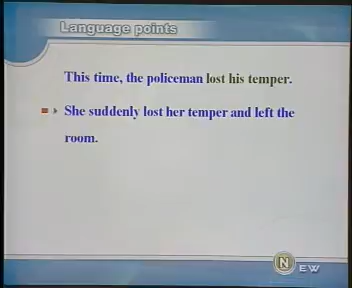 Language points
This time, the policeman lost his temper.
She suddenly lost her temper and left the
room.
N EW